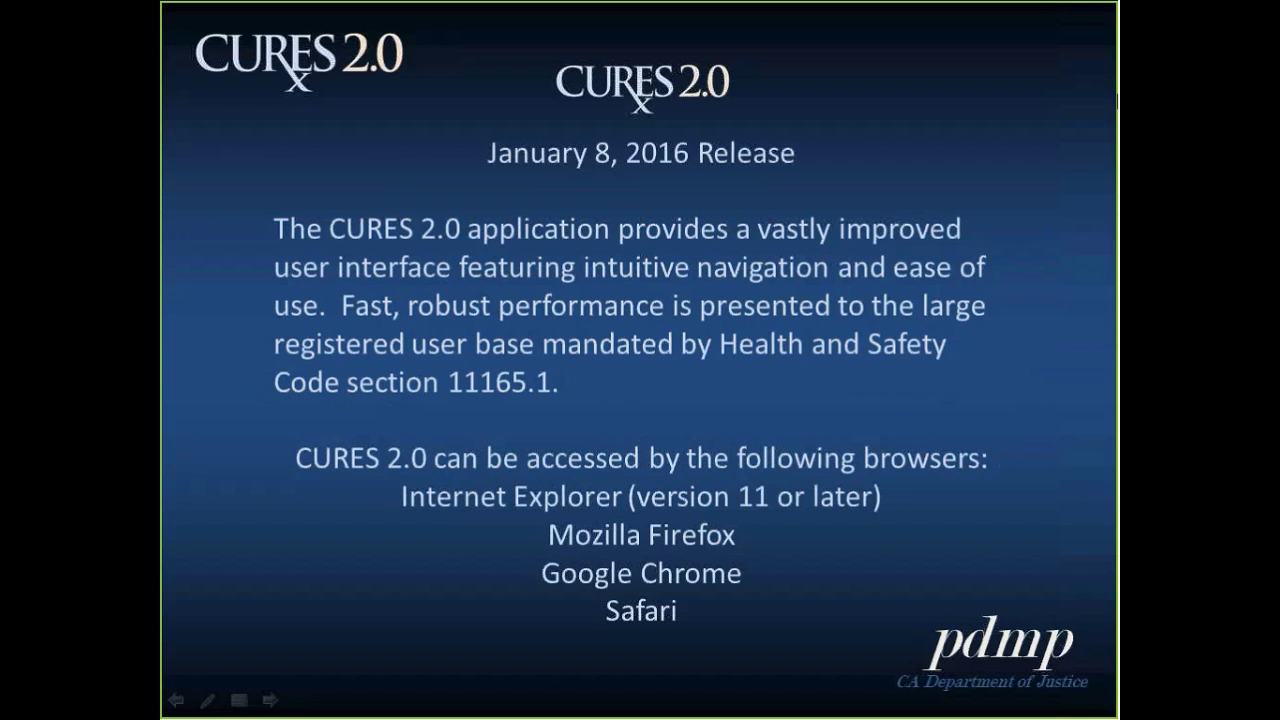 CURES 2.0
CURES 2.0
January 8, 2016 Release
The CURES 2.0 application provides a vastly improved
user interface featuring intuitive navigation and ease of
use.  Fast, robust performance is presented to the large
registered user base mandated by Health and Safety
Code section 11165.1.
CURES 2.0 can be accessed by the following browsers:
Internet Explorer (version 11 or later)
Mozilla Firefox
Google Chrome
Safari
pdmp
CA Department of Justice